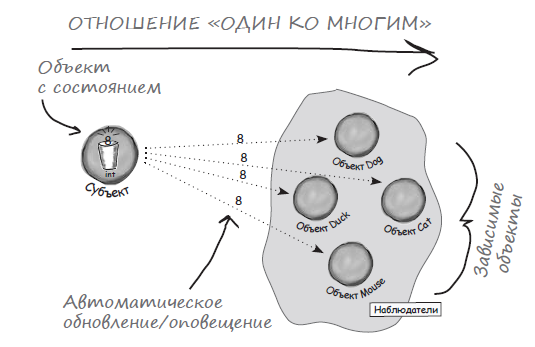 ОТНОШЕНИЕ «ОДИН КО МНОГИМ»
Объект
с состоянием
8
int
Субъект
8
8
8
8
Объект Dog
Объект Cat
Объект Duck
Объект Mouse
Наблюдатели
Зависимые
объекты
Автоматическое
обновление/оповещение